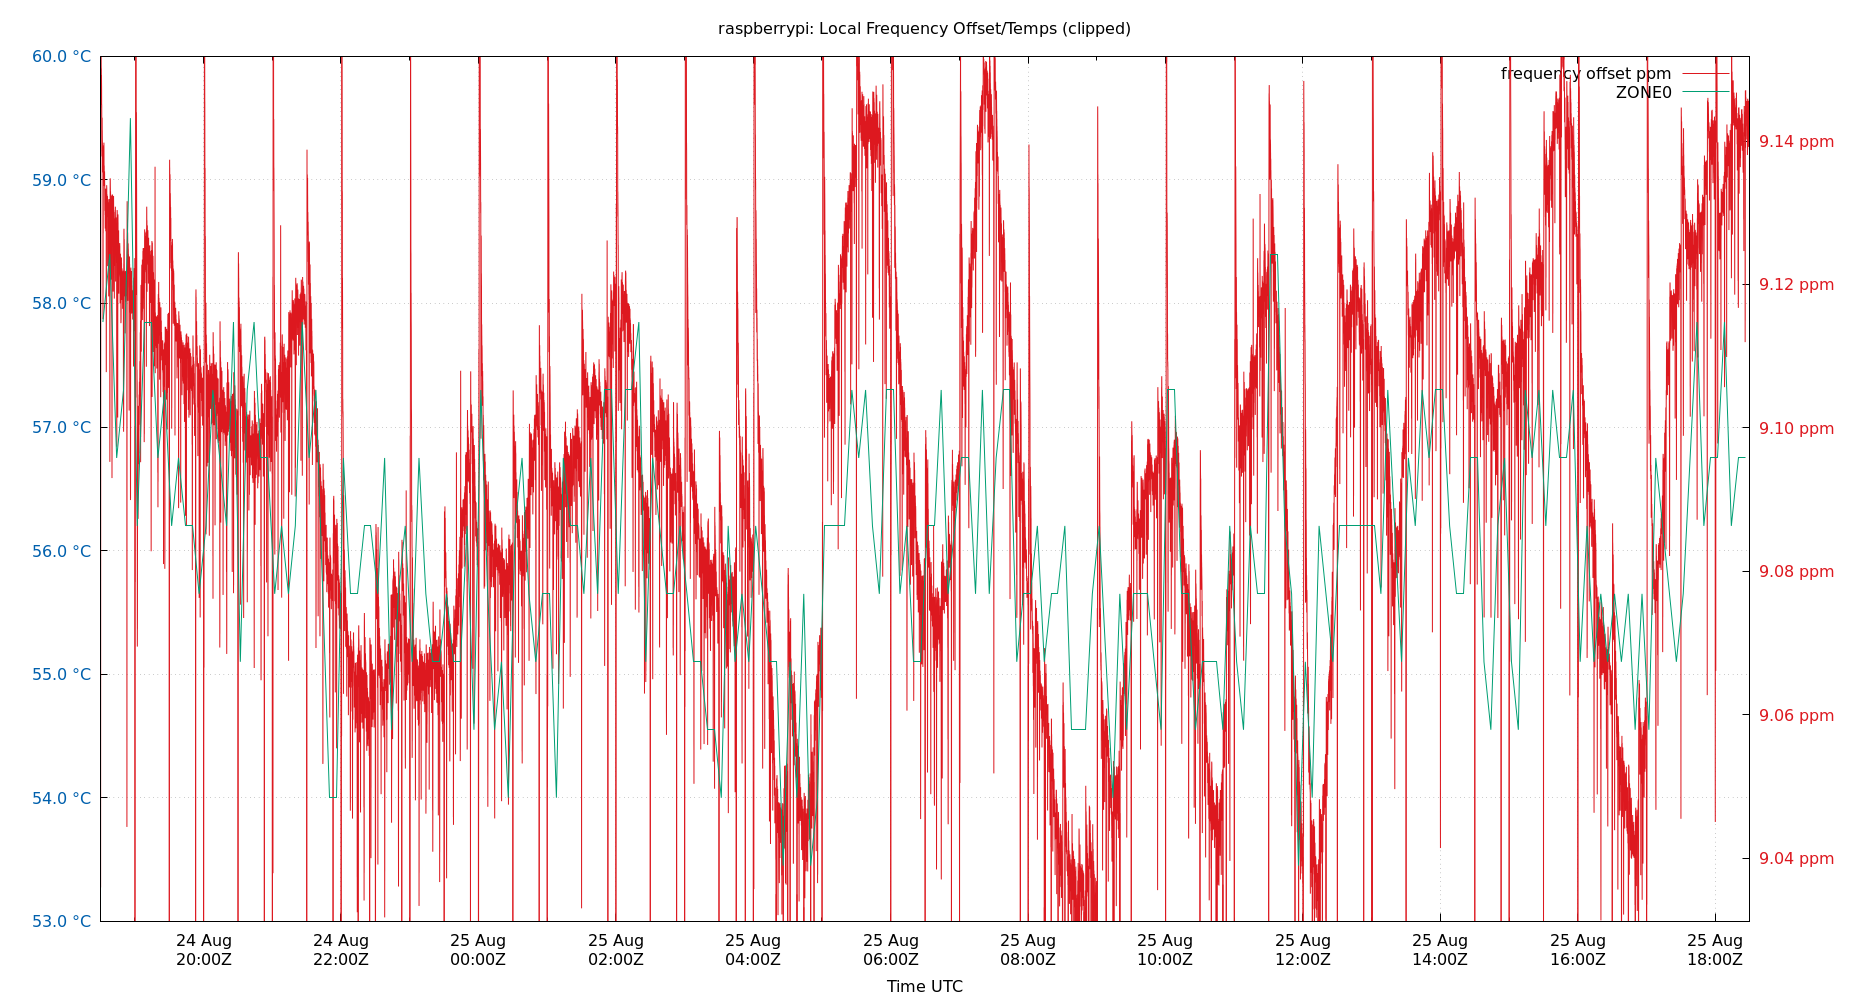 raspberrypi: Local Frequency Offset/Temps (clipped)
60.0 °C
59.0 °C
58.0 °C
57.0 °C
56.0 °C
55.0 °C
54.0 °C
53.0 °C
frequency offset ppm
ZONE0
9.14 ppm
9.12 ppm
9.10 ppm
9.08 ppm
9.06 ppm
9.04 ppm
24 Aug 24 Aug 25 Aug 25 Aug 25 Aug 25 Aug 25 Aug 25 Aug 25 Aug 25 Aug 25 Aug 25 Aug
20:00Z 22:00Z 00:00Z 02:00Z 04:00Z 06:00Z 08:00Z 10:00Z 12:00Z 14:00Z 16:00Z 18:00Z
Time UTC